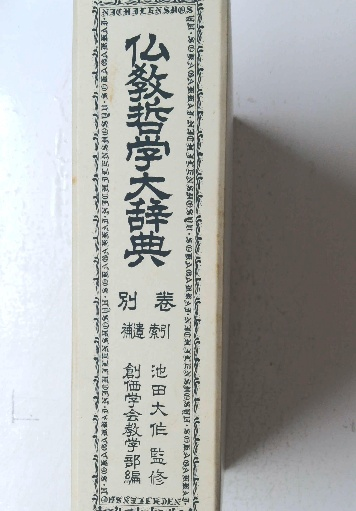 仏教哲学大辞典
別巻
補遺 索引
池田大作監修
創価学会教学部編